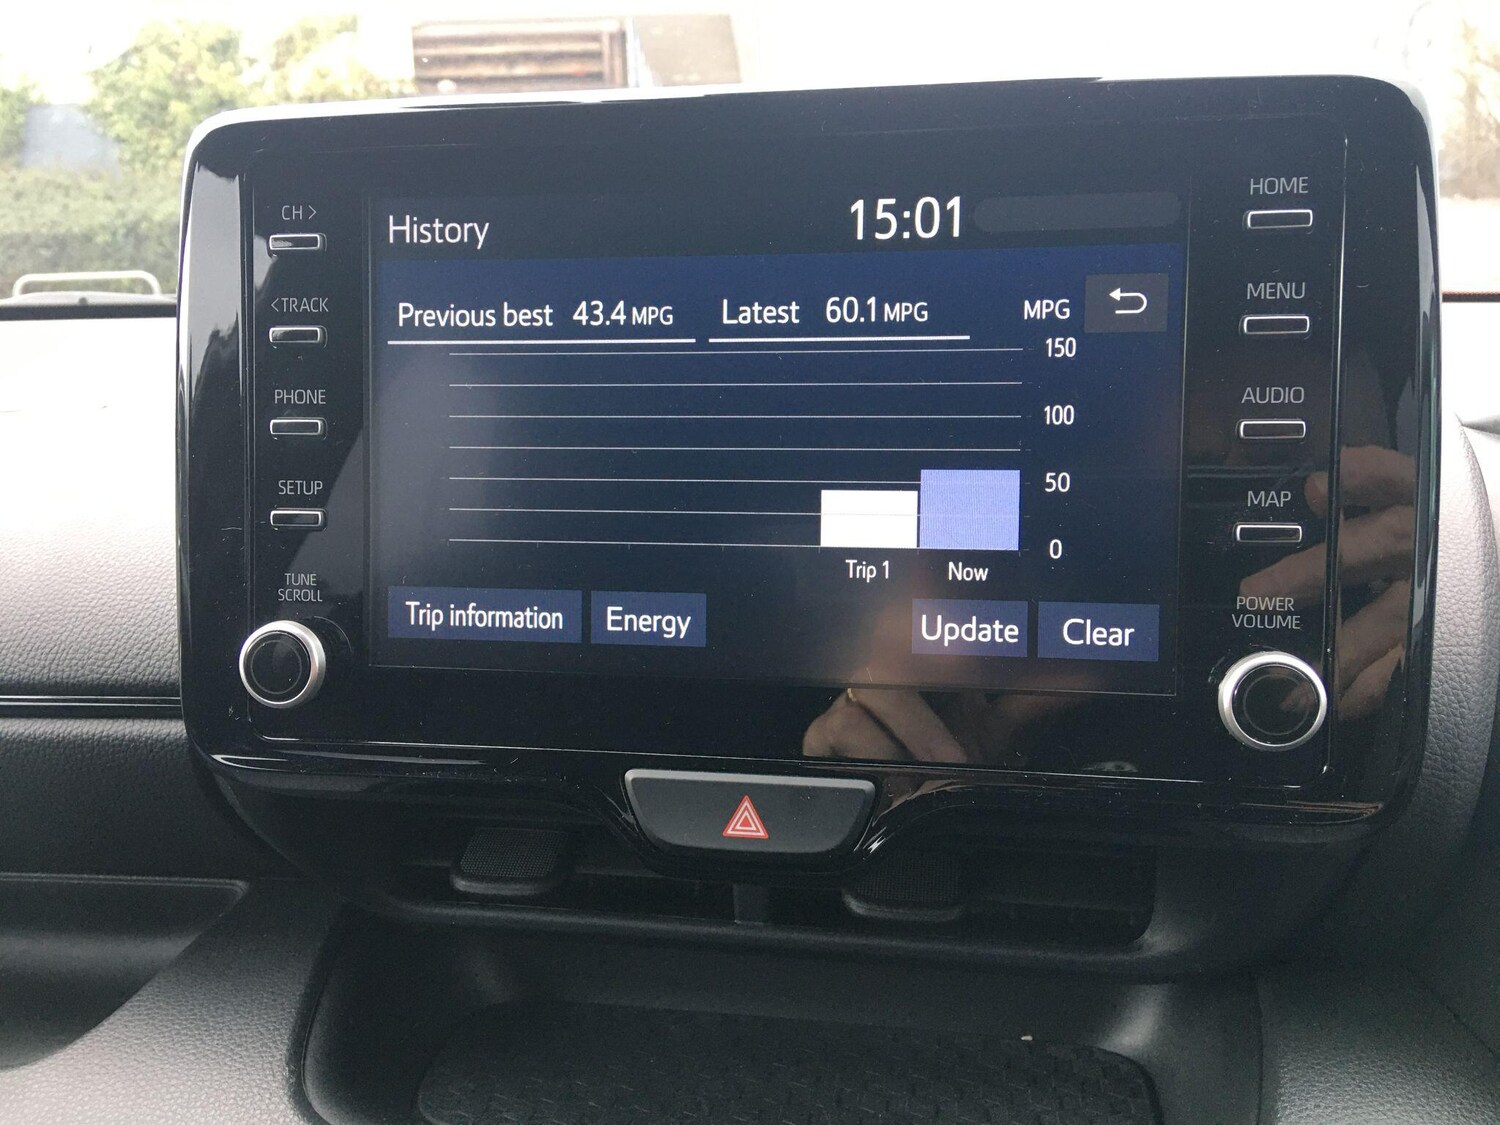 CH >
< TRACK
PHONE
SETUP
TUNE
SCROLL
History 15:01
Previous best 43.4 MPG Latest 60.1 MPG MPG
150
100
50
0
Trip 1 Now
Trip information Energy Update Clear
HOME
MENU
AUDIO
MAP
POWER
VOLUME